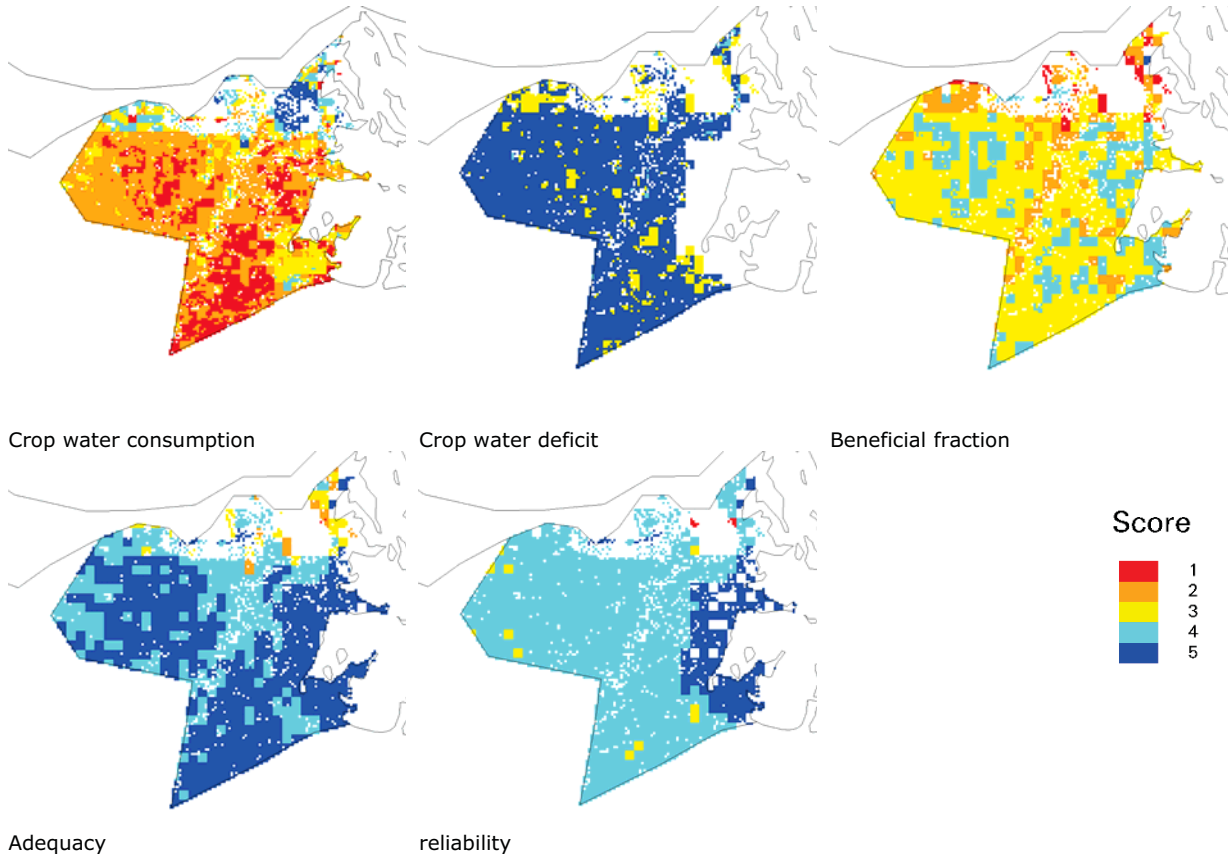 Crop water consumption
Crop water deficit
Beneficial fraction
Adequacy
reliability
Score
1
2
3
4
5